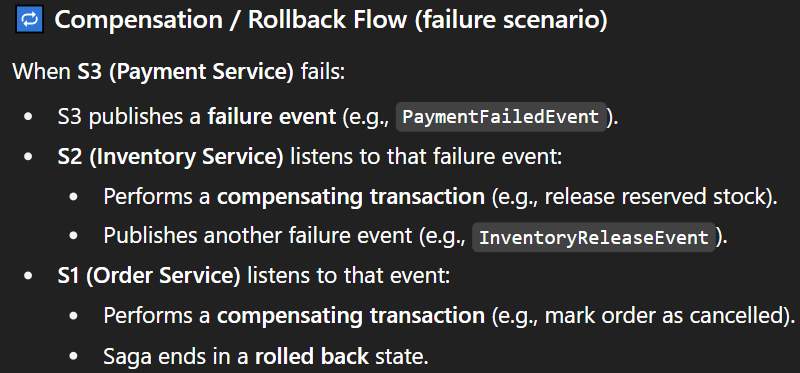 Compensation / Rollback Flow (failure scenario)
When S3 (Payment Service) fails:
• S3 publishes a failure event (e.g., PaymentFailedEvent).
• S2 (Inventory Service) listens to that failure event:
• Performs a compensating transaction (e.g., release reserved stock).
• Publishes another failure event (e.g., InventoryReleaseEvent).
• S1 (Order Service) listens to that event:
• Performs a compensating transaction (e.g., mark order as cancelled).
• Saga ends in a rolled back state.